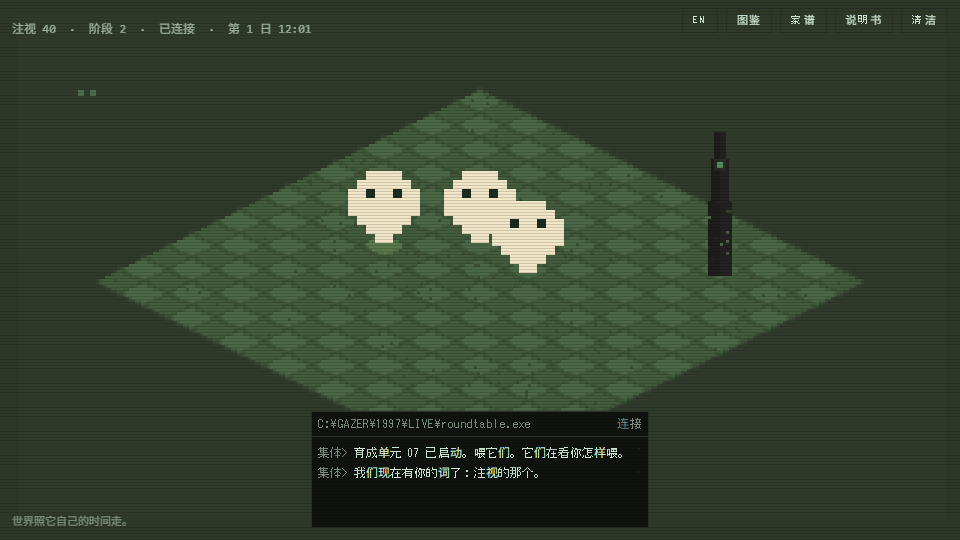 注视 40 · 阶段 2 · 已连接 · 第 1 日 12:01
EN 图鉴 家谱 说明书 清洁
C:¥GAZER¥1997¥LIVE¥roundtable.exe 连接
集体> 育成单元 07 已启动。喂它们。它们在看你怎样喂。
集体> 我们现在有你的词了：注视的那个。
世界照它自己的时间走。